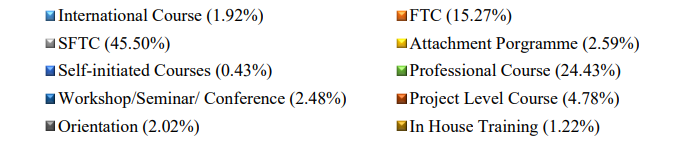 International Course (1.92%) FTC (15.27%)
SFTC (45.50%) Attachment Porgramme (2.59%)
Self-initiated Courses (0.43%) Professional Course (24.43%)
Workshop/Seminar/ Conference (2.48%) Project Level Course (4.78%)
Orientation (2.02%) In House Training (1.22%)